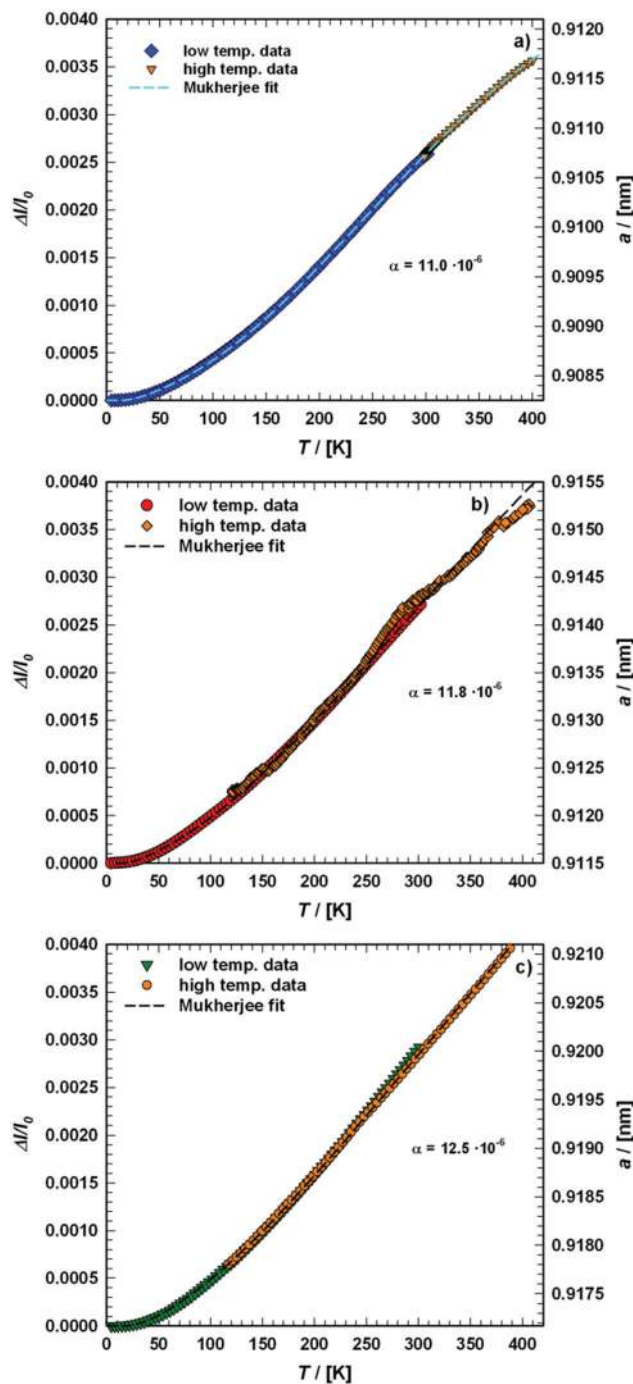 a)
low temp. data
high temp. data
Mukherjee fit
0.0040
0.0035
0.0030
0.0025
0.0020
0.0015
0.0010
0.0005
0.0000
Δl/l0
0.9120
0.9115
0.9110
0.9105
0.9100
0.9095
0.9090
0.9085
a / [nm]
α = 11.0 ·10-6
0 50 100 150 200 250 300 350 400
T / [K]
b)
low temp. data
high temp. data
Mukherjee fit
0.0040
0.0035
0.0030
0.0025
0.0020
0.0015
0.0010
0.0005
0.0000
Δl/l0
0.9155
0.9150
0.9145
0.9140
0.9135
0.9130
0.9125
0.9120
0.9115
a / [nm]
α = 11.8 ·10-6
0 50 100 150 200 250 300 350 400
T / [K]
c)
low temp. data
high temp. data
Mukherjee fit
0.0040
0.0035
0.0030
0.0025
0.0020
0.0015
0.0010
0.0005
0.0000
Δl/l0
0.9210
0.9205
0.9200
0.9195
0.9190
0.9185
0.9180
0.9175
a / [nm]
α = 12.5 ·10-6
0 50 100 150 200 250 300 350 400
T / [K]